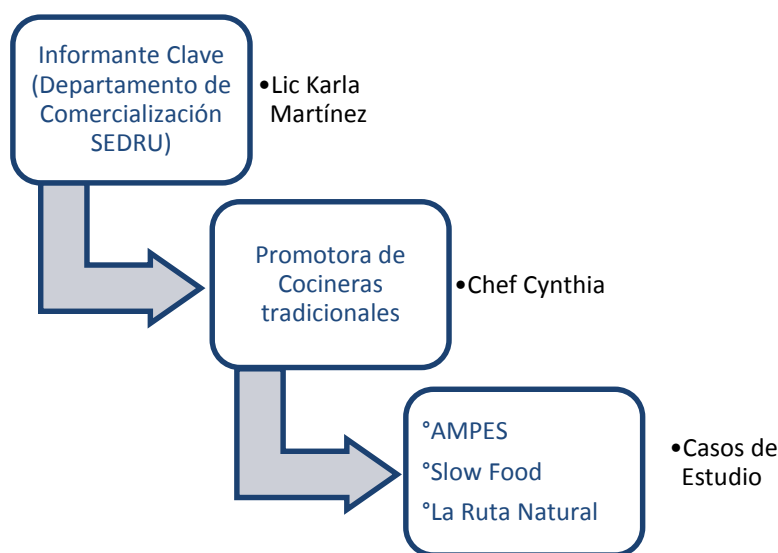 Informante Clave
(Departamento de
Comercialización
SEDRU)
•Lic Karla
Martínez
Promotora de
Cocineras
tradicionales
•Chef Cynthia
°AMPES
°Slow Food
°La Ruta Natural
•Casos de
Estudio